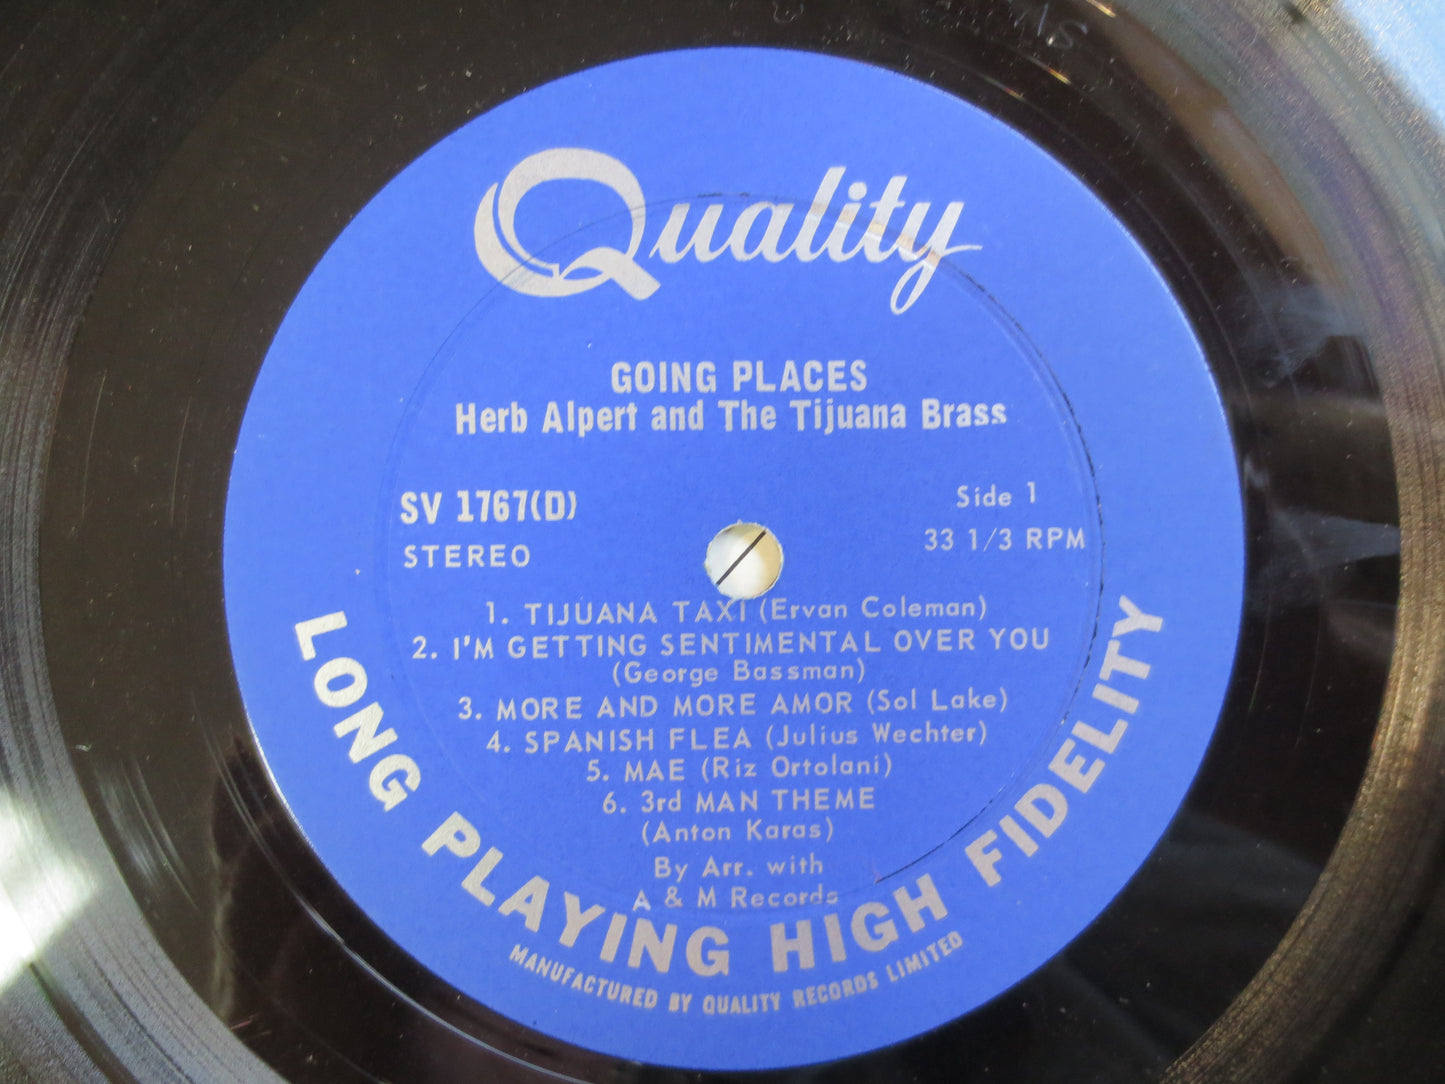 Quality
GOING PLACES
Herb Alpert and The Tijuana Brass
SV 1767(D)
Side 1
STEREO
33 1/3 RPM
1. TIJUANA TAXI (Ervan Coleman)
2. I'M GETTING SENTIMENTAL OVER YOU
(George Bassman)
3. MORE AND MORE AMOR (Sol Lake)
4. SPANISH FLEA (Julius Wechter)
5. MAE (Riz Ortolani)
6. 3rd MAN THEME
(Anton Karas)
By Arr. with
A & M Records
LONG PLAYING HIGH FIDELITY
MANUFACTURED BY QUALITY RECORDS LIMITED